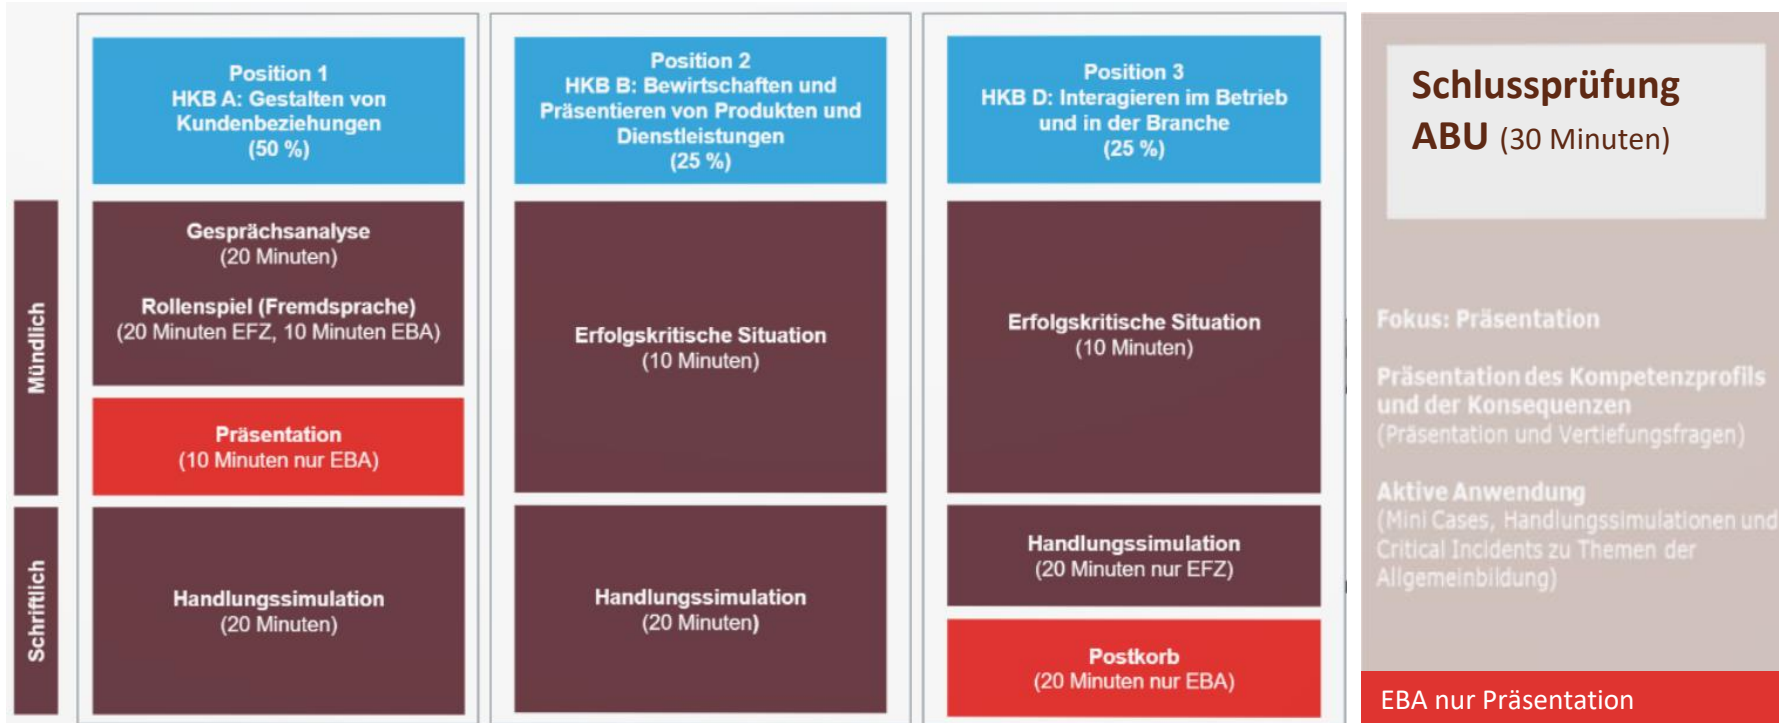 Position 1
HKB A: Gestalten von
Kundenbeziehungen
(50 %)
Position 2
HKB B: Bewirtschaften und
Präsentieren von Produkten und
Dienstleistungen
(25 %)
Position 3
HKB D: Interagieren im Betrieb
und in der Branche
(25 %)
Schlussprüfung
ABU (30 Minuten)
Mündlich
Gesprächsanalyse
(20 Minuten)
Rollenspiel (Fremdsprache)
(20 Minuten EFZ, 10 Minuten EBA)
Präsentation
(10 Minuten nur EBA)
Erfolgskritische Situation
(10 Minuten)
Erfolgskritische Situation
(10 Minuten)
Fokus: Präsentation
Präsentation des Kompetenzprofils
und der Konsequenzen
(Präsentation und Vertiefungsfragen)
Aktive Anwendung
(Mini Cases, Handlungssimulationen und
Critical Incidents zu Themen der
Allgemeinbildung)
Schriftlich
Handlungssimulation
(20 Minuten)
Handlungssimulation
(20 Minuten)
Handlungssimulation
(20 Minuten nur EFZ)
Postkorb
(20 Minuten nur EBA)
EBA nur Präsentation